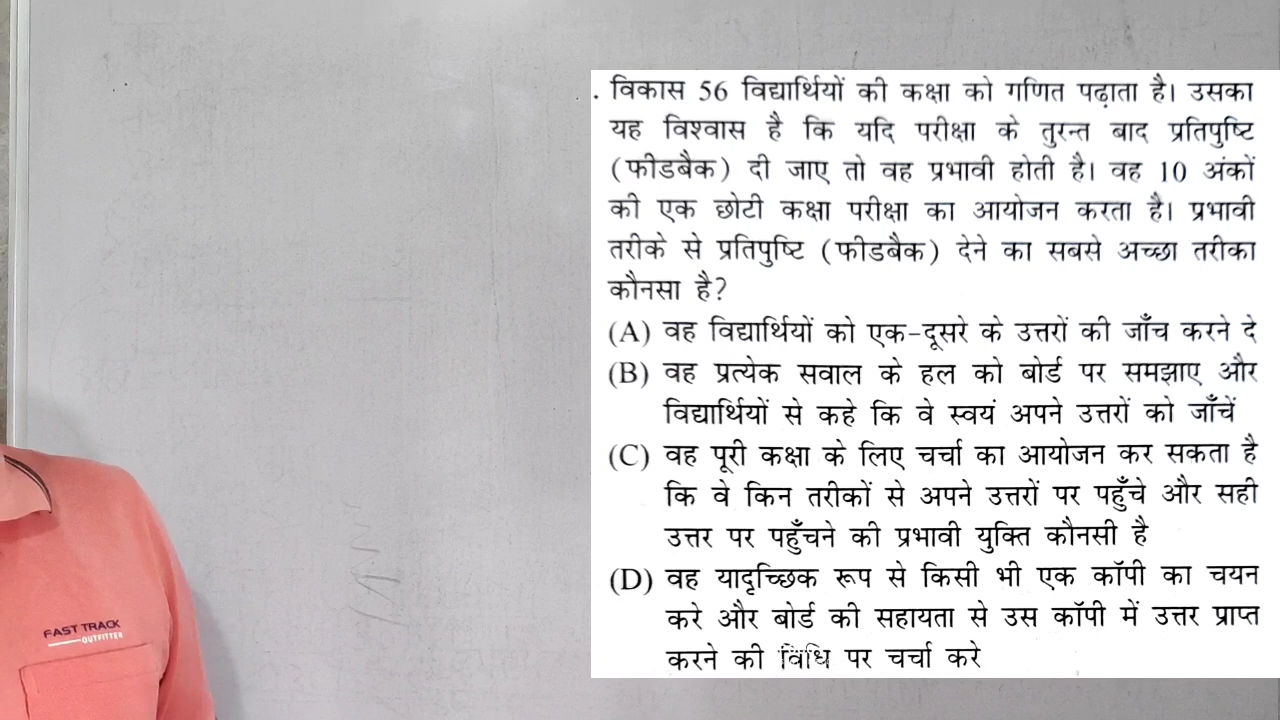 . विकास 56 विद्यार्थियों की कक्षा को गणित पढ़ाता है। उसका
यह विश्वास है कि यदि परीक्षा के तुरन्त बाद प्रतिपुष्टि
(फीडबैक) दी जाए तो वह प्रभावी होती है। वह 10 अंकों
की एक छोटी कक्षा परीक्षा का आयोजन करता है। प्रभावी
तरीके से प्रतिपुष्टि (फीडबैक) देने का सबसे अच्छा तरीका
कौनसा है?
(A) वह विद्यार्थियों को एक-दूसरे के उत्तरों की जाँच करने दे
(B) वह प्रत्येक सवाल के हल को बोर्ड पर समझाए और
विद्यार्थियों से कहे कि वे स्वयं अपने उत्तरों को जाँचें
(C) वह पूरी कक्षा के लिए चर्चा का आयोजन कर सकता है
कि वे किन तरीकों से अपने उत्तरों पर पहुँचे और सही
उत्तर पर पहुँचने की प्रभावी युक्ति कौनसी है
(D) वह यादृच्छिक रूप से किसी भी एक कॉपी का चयन
करे और बोर्ड की सहायता से उस कॉपी में उत्तर प्राप्त
करने की विधि पर चर्चा करे
FAST TRACK
OUTFITTER